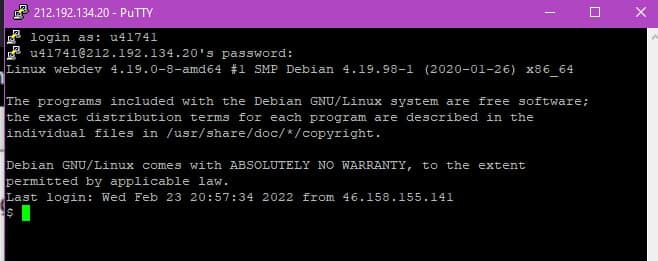 212.192.134.20 - PuTTY
login as: u41741
u41741@212.192.134.20's password:
Linux webdev 4.19.0-8-amd64 #1 SMP Debian 4.19.98-1 (2020-01-26) x86_64
The programs included with the Debian GNU/Linux system are free software;
the exact distribution terms for each program are described in the
individual files in /usr/share/doc/*/copyright.
Debian GNU/Linux comes with ABSOLUTELY NO WARRANTY, to the extent
permitted by applicable law.
Last login: Wed Feb 23 20:57:34 2022 from 46.158.155.141
$